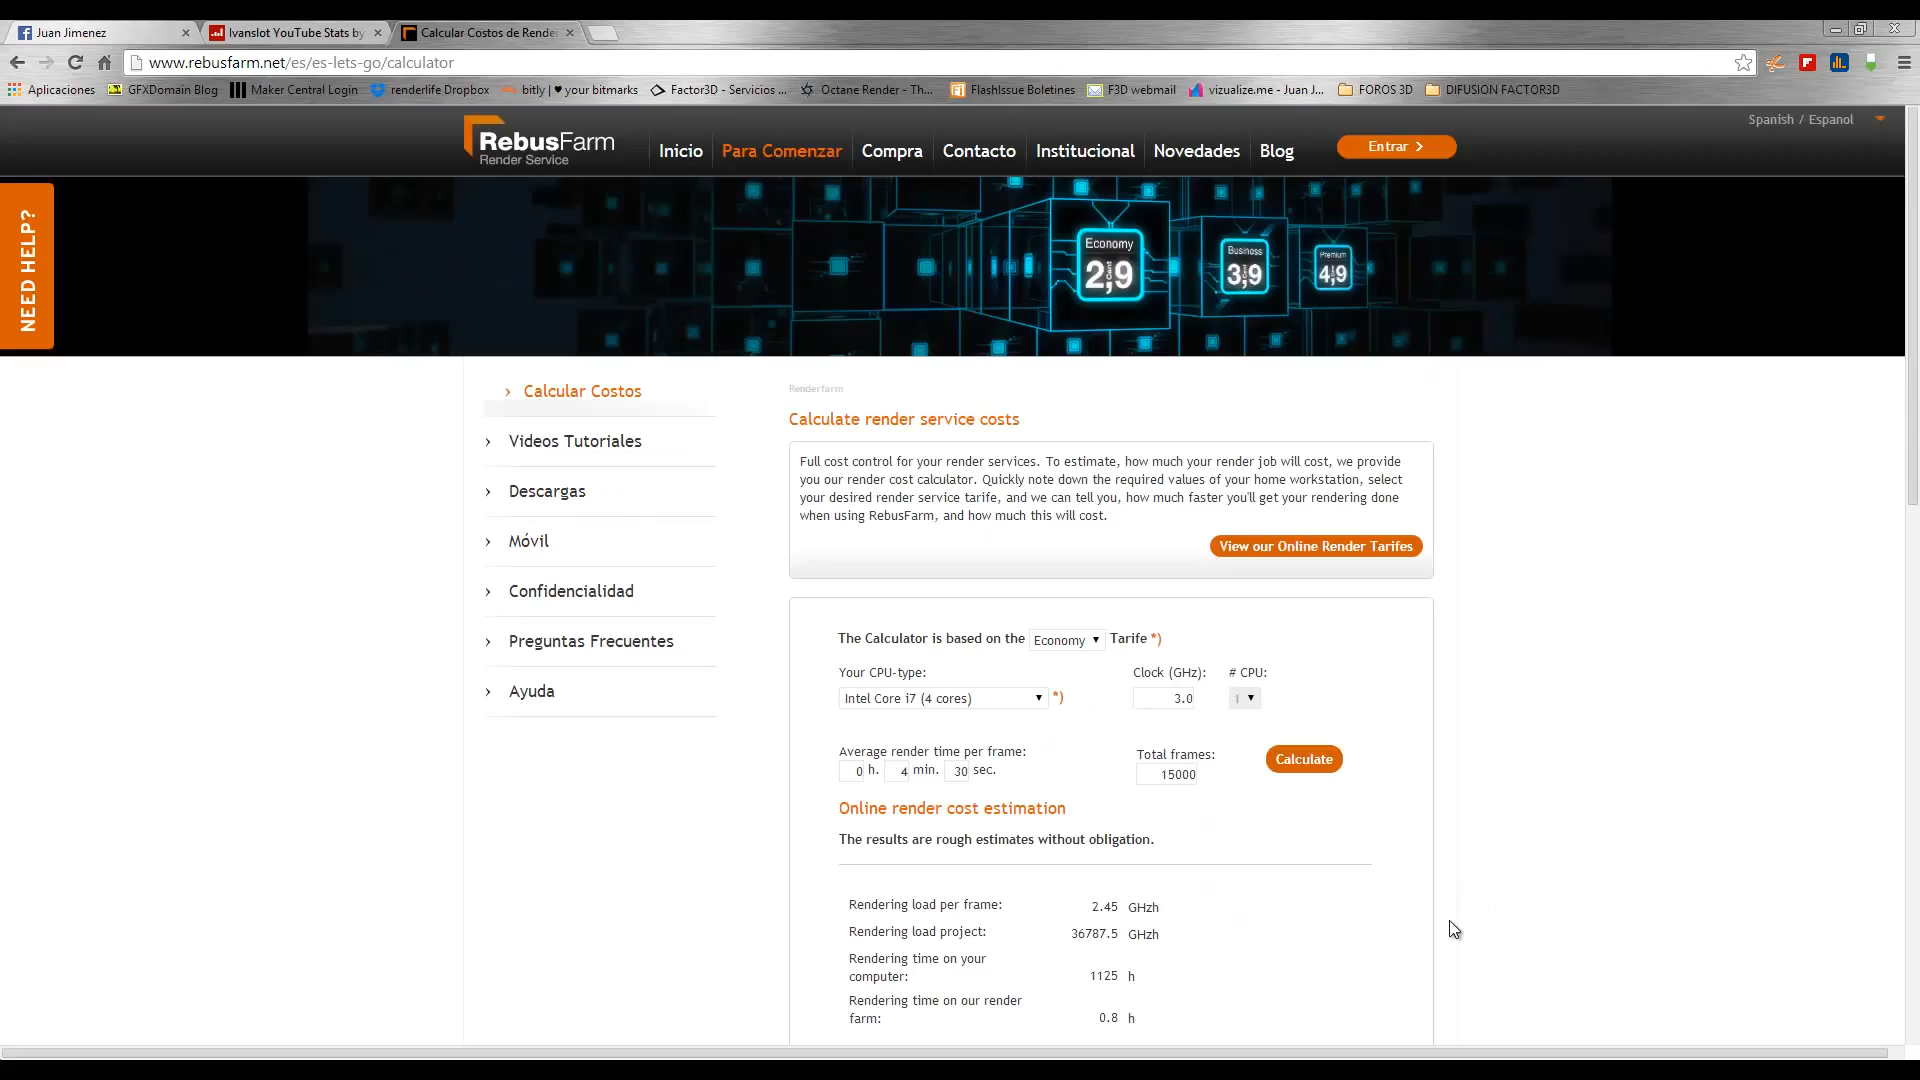 Juan Jimenez
Ivanslot YouTube Stats by
Calcular Costos de Render
www.rebusfarm.net/es/es-lets-go/calculator
Aplicaciones
GFXDomain Blog
Maker Central Login
renderlife Dropbox
bitly | ♥ your bitmarks
Factor3D - Servicios ...
Octane Render - Th...
FlashIssue Boletines
F3D webmail
vizualize.me - Juan J...
FOROS 3D
DIFUSION FACTOR3D
Spanish / Espanol
RebusFarm
Render Service
Inicio
Para Comenzar
Compra
Contacto
Institucional
Novedades
Blog
Entrar
NEED HELP?
Economy
2,9
Cent
Business
3,9
Cent
Premium
4,9
Cent
Calcular Costos
Videos Tutoriales
Descargas
Móvil
Confidencialidad
Preguntas Frecuentes
Ayuda
Renderfarm
Calculate render service costs
Full cost control for your render services. To estimate, how much your render job will cost, we provide
you our render cost calculator. Quickly note down the required values of your home workstation, select
your desired render service tarife, and we can tell you, how much faster you'll get your rendering done
when using RebusFarm, and how much this will cost.
View our Online Render Tarifes
The Calculator is based on the Economy Tarife *)
Your CPU-type: Clock (GHz): # CPU:
Intel Core i7 (4 cores) *) 3.0 1
Average render time per frame: Total frames:
0 h. 4 min. 30 sec. 15000
Calculate
Online render cost estimation
The results are rough estimates without obligation.
Rendering load per frame: 2.45 GHzh
Rendering load project: 36787.5 GHzh
Rendering time on your
computer: 1125 h
Rendering time on our render
farm: 0.8 h